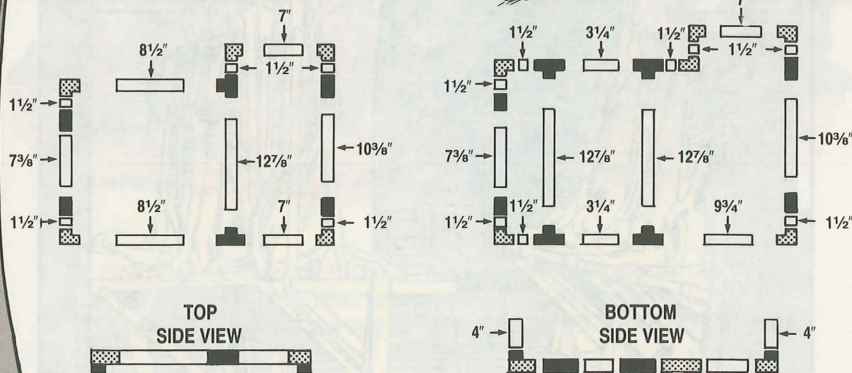 7" 7"
8½" 1½" 3¼" 1½"
1½" 1½"
1½" 1½"
7⅜" 12⅞" 10⅜" 7⅜" 12⅞" 12⅞" 10⅜"
8½" 7" 1½" 3¼" 9¾"
1½" 1½" 1½" 1½"
TOP BOTTOM
SIDE VIEW SIDE VIEW
4" 4"